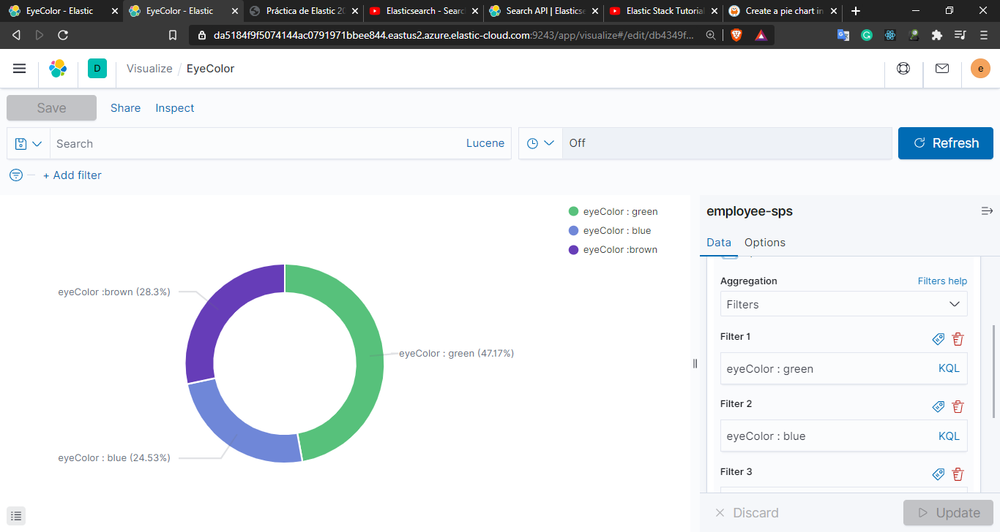 EyeColor - Elastic
EyeColor - Elastic
Práctica de Elastic 20
Elasticsearch - Searc
Search API | Elasticse
Elastic Stack Tutorial
Create a pie chart in
da5184f9f5074144ac0791971bbee844.eastus2.azure.elastic-cloud.com:9243/app/visualize#/edit/db4349f...
D
Visualize / EyeColor
e
Save
Share
Inspect
Search
Lucene
Off
Refresh
+ Add filter
eyeColor : green
eyeColor : blue
eyeColor :brown
eyeColor :brown (28.3%)
eyeColor : green (47.17%)
eyeColor : blue (24.53%)
employee-sps
Data
Options
Aggregation
Filters help
Filters
Filter 1
eyeColor : green
KQL
Filter 2
eyeColor : blue
KQL
Filter 3
Discard
Update